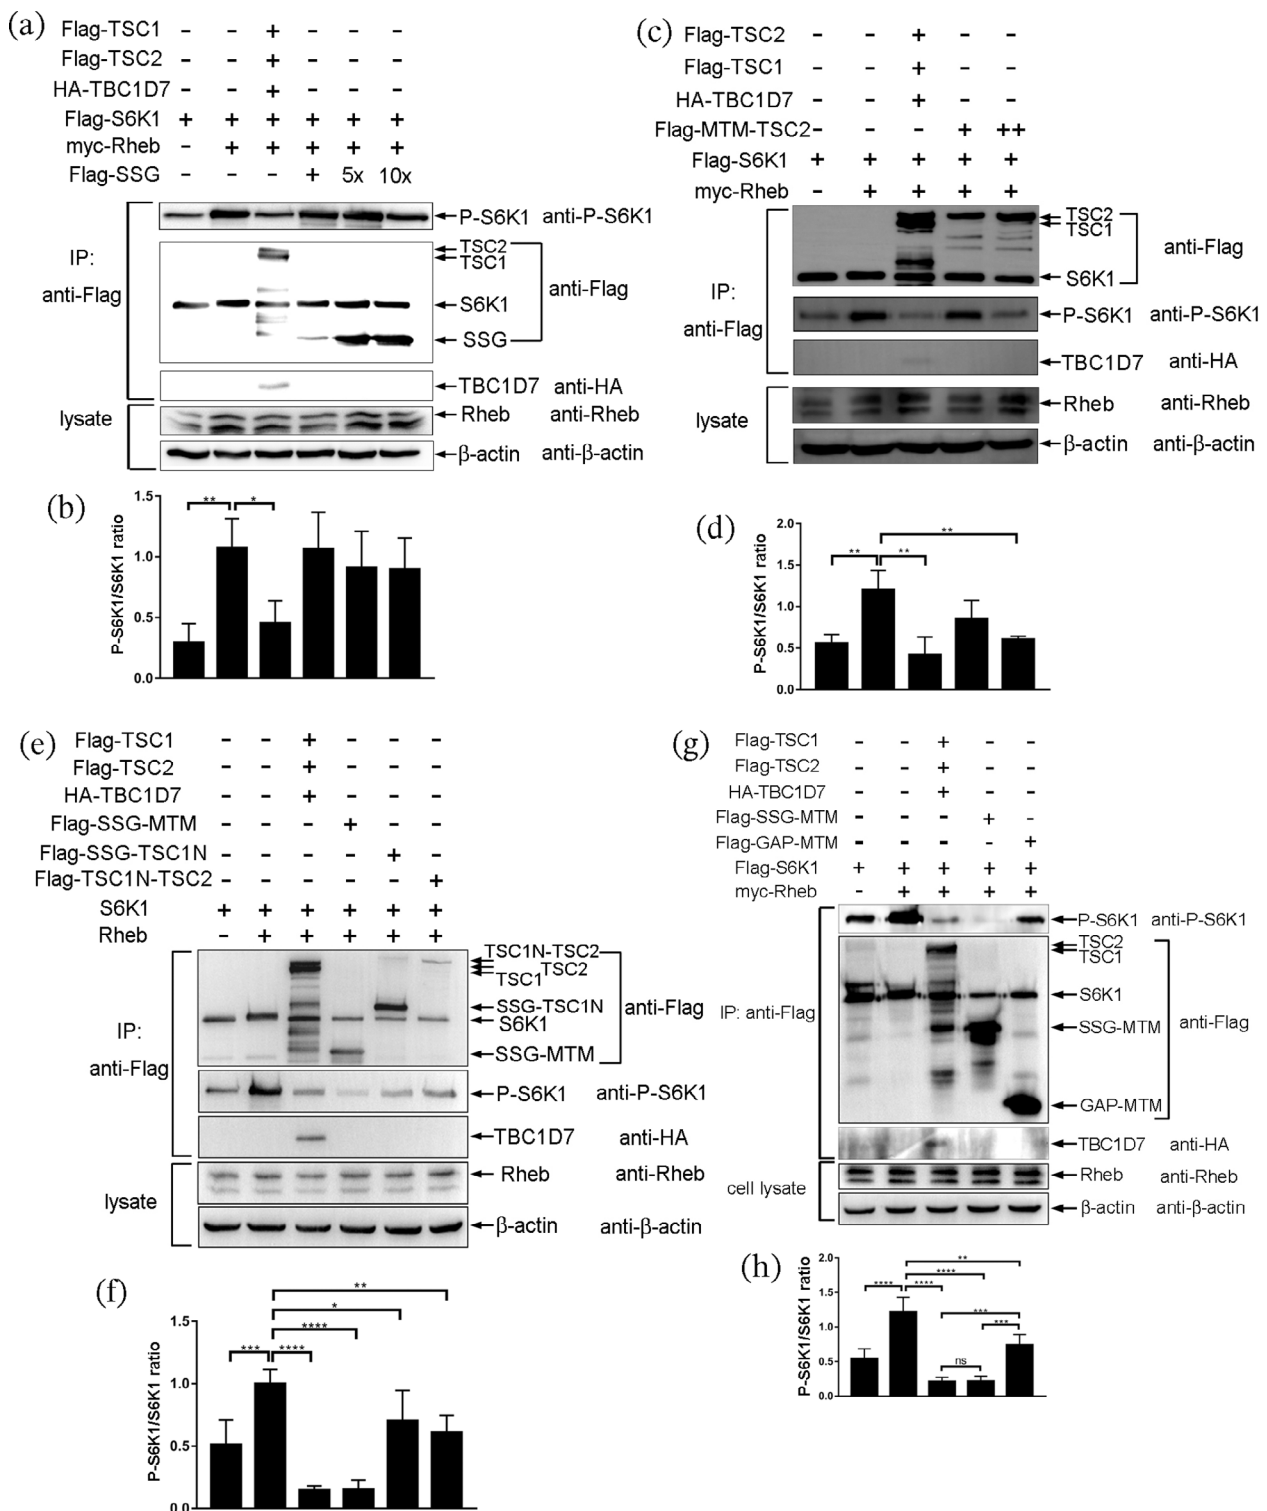 (a)
Flag-TSC1 - - + - - -
Flag-TSC2 - - + - - -
HA-TBC1D7 - - + - - -
Flag-S6K1 + + + + + +
myc-Rheb - + + + + +
Flag-SSG - - - + 5x 10x
IP:
anti-Flag
P-S6K1 anti-P-S6K1
TSC2
TSC1
S6K1
SSG
anti-Flag
TBC1D7 anti-HA
lysate
Rheb anti-Rheb
β-actin anti-β-actin
(b)
P-S6K1/S6K1 ratio
1.5
1.0
0.5
0.0
** *
(c)
Flag-TSC2 - - + - -
Flag-TSC1 - - + - -
HA-TBC1D7 - - + - -
Flag-MTM-TSC2 - - - + ++
Flag-S6K1 + + + + +
myc-Rheb - + + + +
IP:
anti-Flag
TSC2
TSC1
S6K1
anti-Flag
P-S6K1 anti-P-S6K1
TBC1D7 anti-HA
lysate
Rheb anti-Rheb
β-actin anti-β-actin
(d)
P-S6K1/S6K1 ratio
2.0
1.5
1.0
0.5
0.0
**
** **
(e)
Flag-TSC1 - - + - - -
Flag-TSC2 - - + - - -
HA-TBC1D7 - - + - - -
Flag-SSG-MTM - - - + - -
Flag-SSG-TSC1N - - - - + -
Flag-TSC1N-TSC2 - - - - - +
S6K1 + + + + + +
Rheb - + + + + +
IP:
anti-Flag
TSC1N-TSC2
TSC2
TSC1
SSG-TSC1N
S6K1
SSG-MTM
anti-Flag
P-S6K1 anti-P-S6K1
TBC1D7 anti-HA
lysate
Rheb anti-Rheb
β-actin anti-β-actin
(f)
P-S6K1/S6K1 ratio
1.5
1.0
0.5
0.0
**
*
****
*** ****
(g)
Flag-TSC1 - - + - -
Flag-TSC2 - - + - -
HA-TBC1D7 - - + - -
Flag-SSG-MTM - - - + -
Flag-GAP-MTM - - - - +
Flag-S6K1 + + + + +
myc-Rheb - + + + +
P-S6K1 anti-P-S6K1
IP: anti-Flag
TSC2
TSC1
S6K1
SSG-MTM
GAP-MTM
anti-Flag
TBC1D7 anti-HA
cell lysate
Rheb anti-Rheb
β-actin anti-β-actin
(h)
P-S6K1/S6K1 ratio
2.0
1.5
1.0
0.5
0.0
**
****
**** ****
***
***
ns